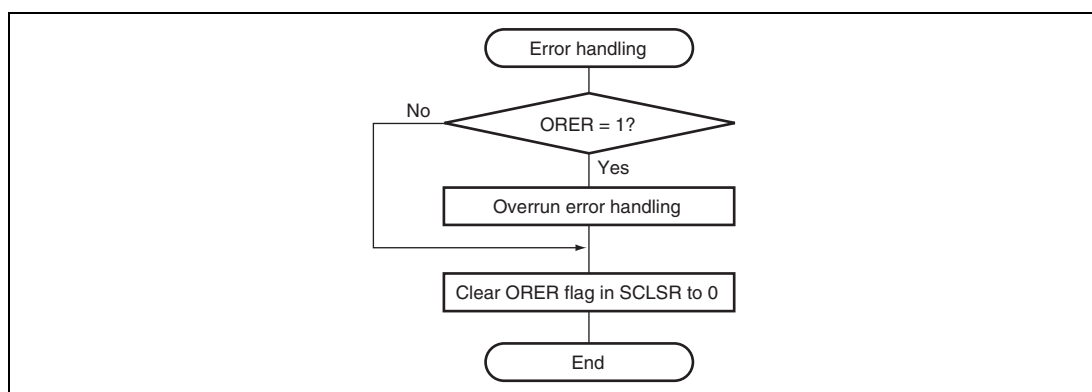 Error handling
No
ORER = 1?
Yes
Overrun error handling
Clear ORER flag in SCLSR to 0
End